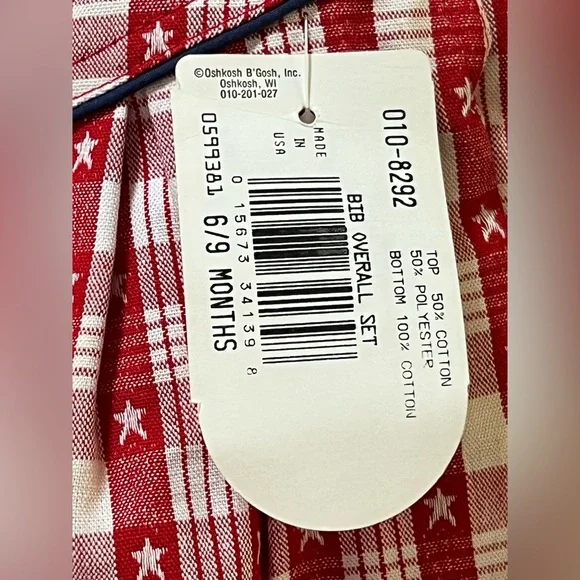 ©Oshkosh B'Gosh, Inc.
Oshkosh, WI
010-201-027
MADE
IN
USA
010-8292
TOP 50% COTTON
50% POLYESTER
BOTTOM 100% COTTON
BIB OVERALL SET
0 15673 34139 8
0599381 6/9 MONTHS